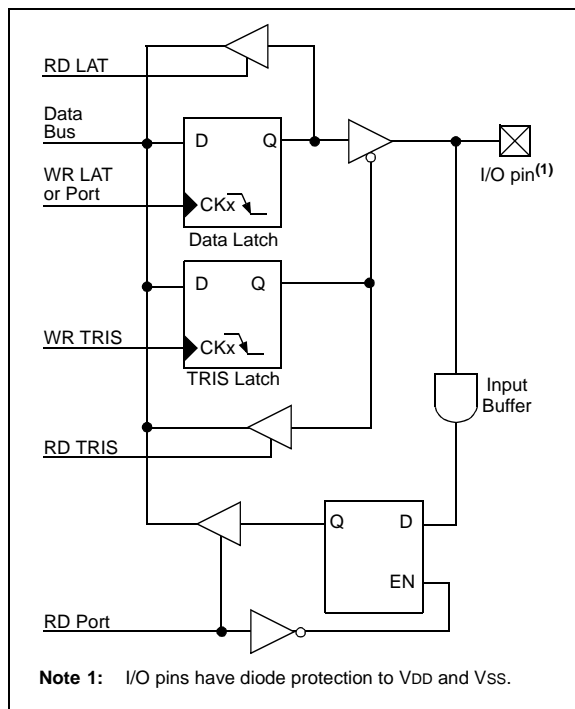 RD LAT
Data
Bus
D Q
WR LAT
or Port
CKx
Data Latch
I/O pin(1)
D Q
WR TRIS
CKx
TRIS Latch
Input
Buffer
RD TRIS
Q D
EN
RD Port
Note 1: I/O pins have diode protection to VDD and VSS.